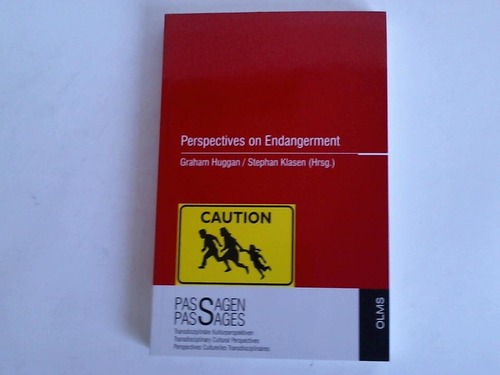 Perspectives on Endangerment
Graham Huggan / Stephan Klasen (Hrsg.)
CAUTION
PASSAGEN
PASSAGES
Transdisziplinäre Kulturperspektiven
Transdisciplinary Cultural Perspectives
Perspectives Culturelles Transdisciplinaires
OLMS